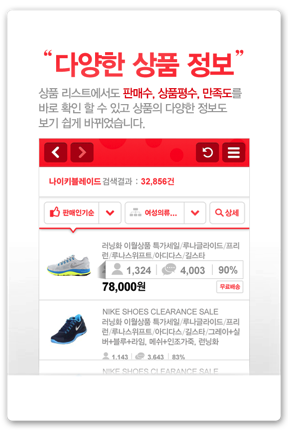 “다양한 상품 정보”
상품 리스트에서도 판매수, 상품평수, 만족도를
바로 확인 할 수 있고 상품의 다양한 정보도
보기 쉽게 바뀌었습니다.
나이키블레이드 검색결과 : 32,856건
판매인기순 여성의류... 상세
러닝화 이월상품 특가세일/루나글라이드/프리
런/루나스위프트/아디다스/길스타
1,324 4,003 90%
78,000원 무료배송
NIKE SHOES CLEARANCE SALE
러닝화 이월상품 특가세일/루나글라이드/프리
런/루나스위프트/아디다스/길스타/그레이+실
버+블루+라임, 메쉬+인조가죽, 런닝화
1,143 3,643 83%
NIKE SHOES CLEARANCE SALE